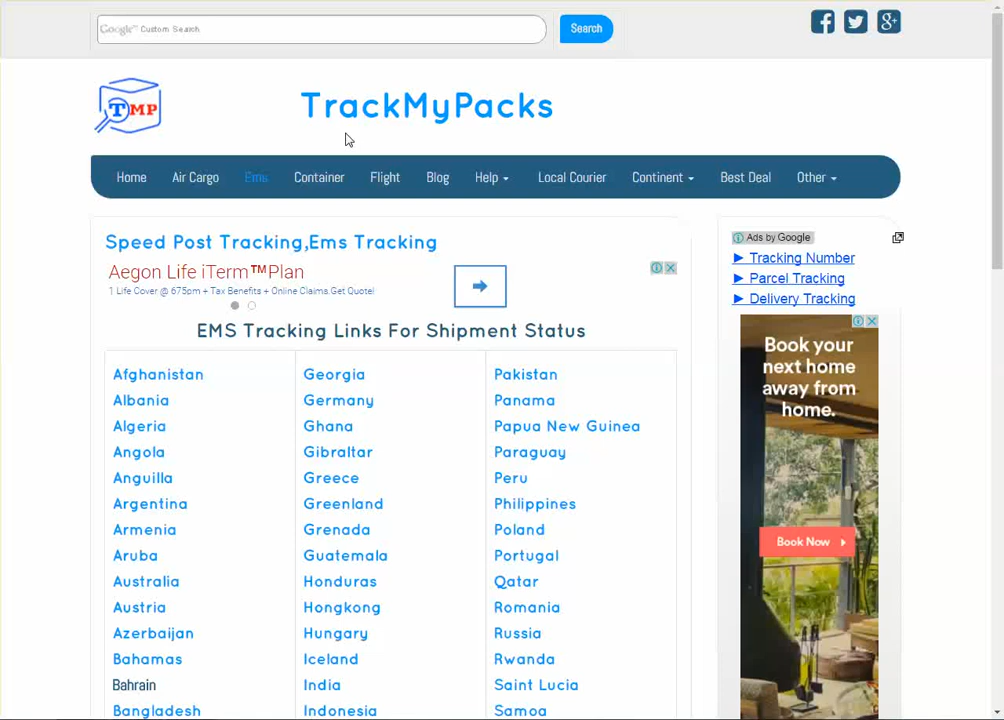 Google™ Custom Search
Search
TMP
TrackMyPacks
Home Air Cargo Ems Container Flight Blog Help Local Courier Continent Best Deal Other
Speed Post Tracking,Ems Tracking
Aegon Life iTerm™Plan
1 Life Cover @ 675pm + Tax Benefits + Online Claims.Get Quote!
EMS Tracking Links For Shipment Status
Afghanistan
Albania
Algeria
Angola
Anguilla
Argentina
Armenia
Aruba
Australia
Austria
Azerbaijan
Bahamas
Bahrain
Bangladesh
Georgia
Germany
Ghana
Gibraltar
Greece
Greenland
Grenada
Guatemala
Honduras
Hongkong
Hungary
Iceland
India
Indonesia
Pakistan
Panama
Papua New Guinea
Paraguay
Peru
Philippines
Poland
Portugal
Qatar
Romania
Russia
Rwanda
Saint Lucia
Samoa
Ads by Google
► Tracking Number
► Parcel Tracking
► Delivery Tracking
Book your
next home
away from
home.
Book Now